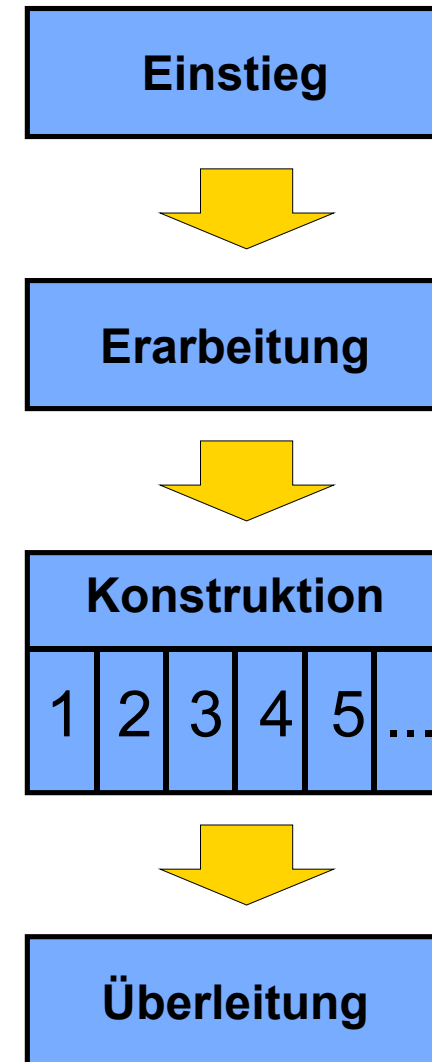 Einstieg
Erarbeitung
Konstruktion
1 2 3 4 5 ...
Überleitung